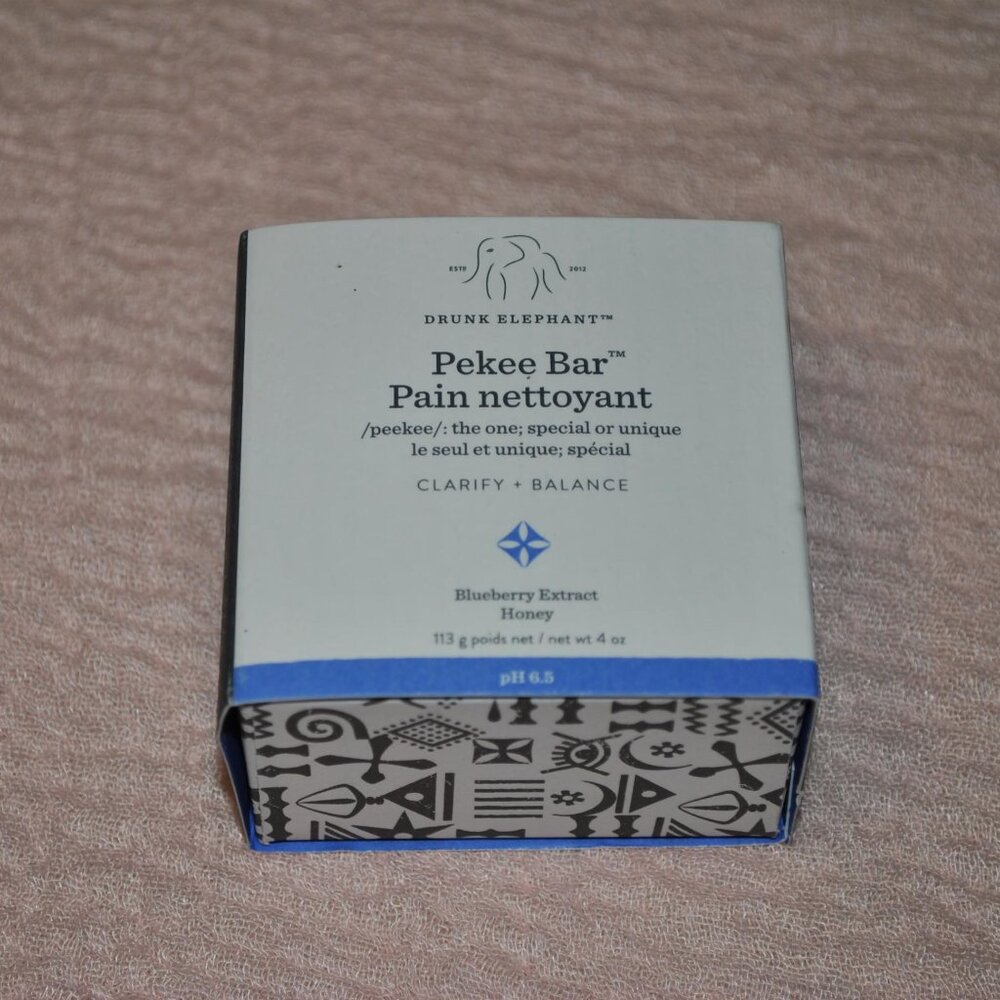 ESTD 2012
DRUNK ELEPHANT™
Pekee Bar™
Pain nettoyant
/peekee/: the one; special or unique
le seul et unique; spécial
CLARIFY + BALANCE
Blueberry Extract
Honey
113 g poids net / net wt 4 oz
pH 6.5